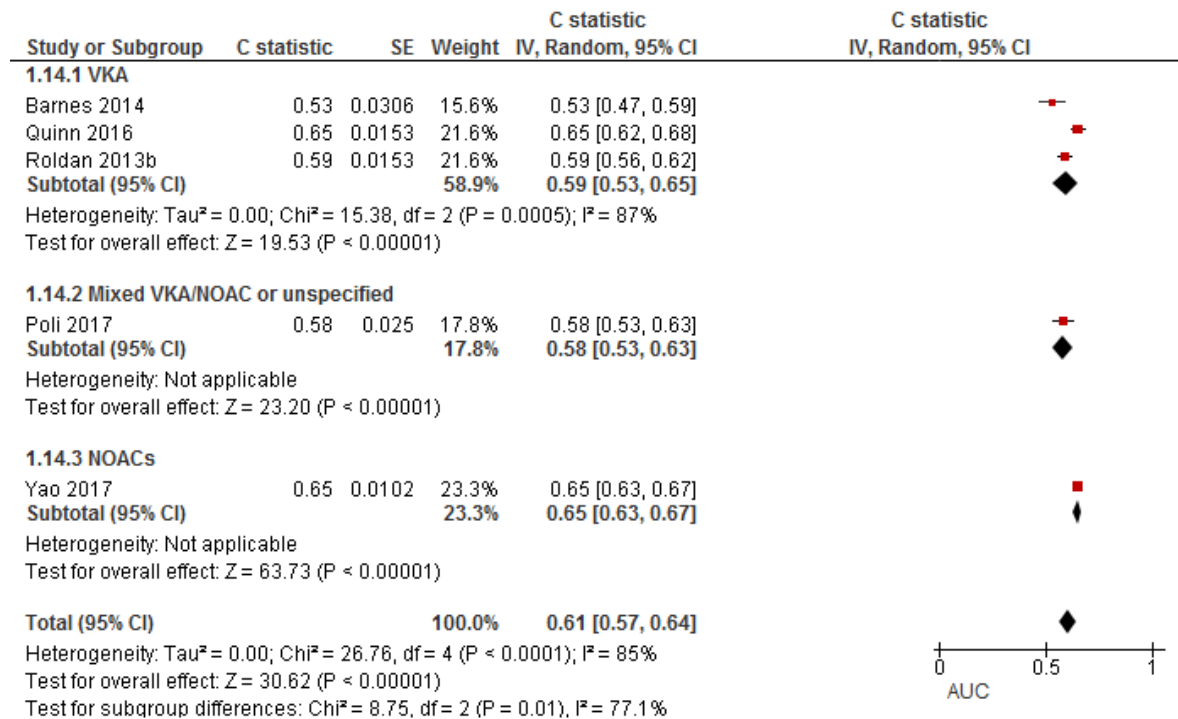 C statistic C statistic
Study or Subgroup C statistic SE Weight IV, Random, 95% CI IV, Random, 95% CI
1.14.1 VKA
Barnes 2014 0.53 0.0306 15.6% 0.53 [0.47, 0.59]
Quinn 2016 0.65 0.0153 21.6% 0.65 [0.62, 0.68]
Roldan 2013b 0.59 0.0153 21.6% 0.59 [0.56, 0.62]
Subtotal (95% CI) 58.9% 0.59 [0.53, 0.65]
Heterogeneity: Tau² = 0.00; Chi² = 15.38, df = 2 (P = 0.0005); I² = 87%
Test for overall effect: Z = 19.53 (P < 0.00001)
1.14.2 Mixed VKA/NOAC or unspecified
Poli 2017 0.58 0.025 17.8% 0.58 [0.53, 0.63]
Subtotal (95% CI) 17.8% 0.58 [0.53, 0.63]
Heterogeneity: Not applicable
Test for overall effect: Z = 23.20 (P < 0.00001)
1.14.3 NOACs
Yao 2017 0.65 0.0102 23.3% 0.65 [0.63, 0.67]
Subtotal (95% CI) 23.3% 0.65 [0.63, 0.67]
Heterogeneity: Not applicable
Test for overall effect: Z = 63.73 (P < 0.00001)
Total (95% CI) 100.0% 0.61 [0.57, 0.64]
Heterogeneity: Tau² = 0.00; Chi² = 26.76, df = 4 (P < 0.0001); I² = 85%
Test for overall effect: Z = 30.62 (P < 0.00001)
Test for subgroup differences: Chi² = 8.75, df = 2 (P = 0.01), I² = 77.1%
0 0.5 1
AUC